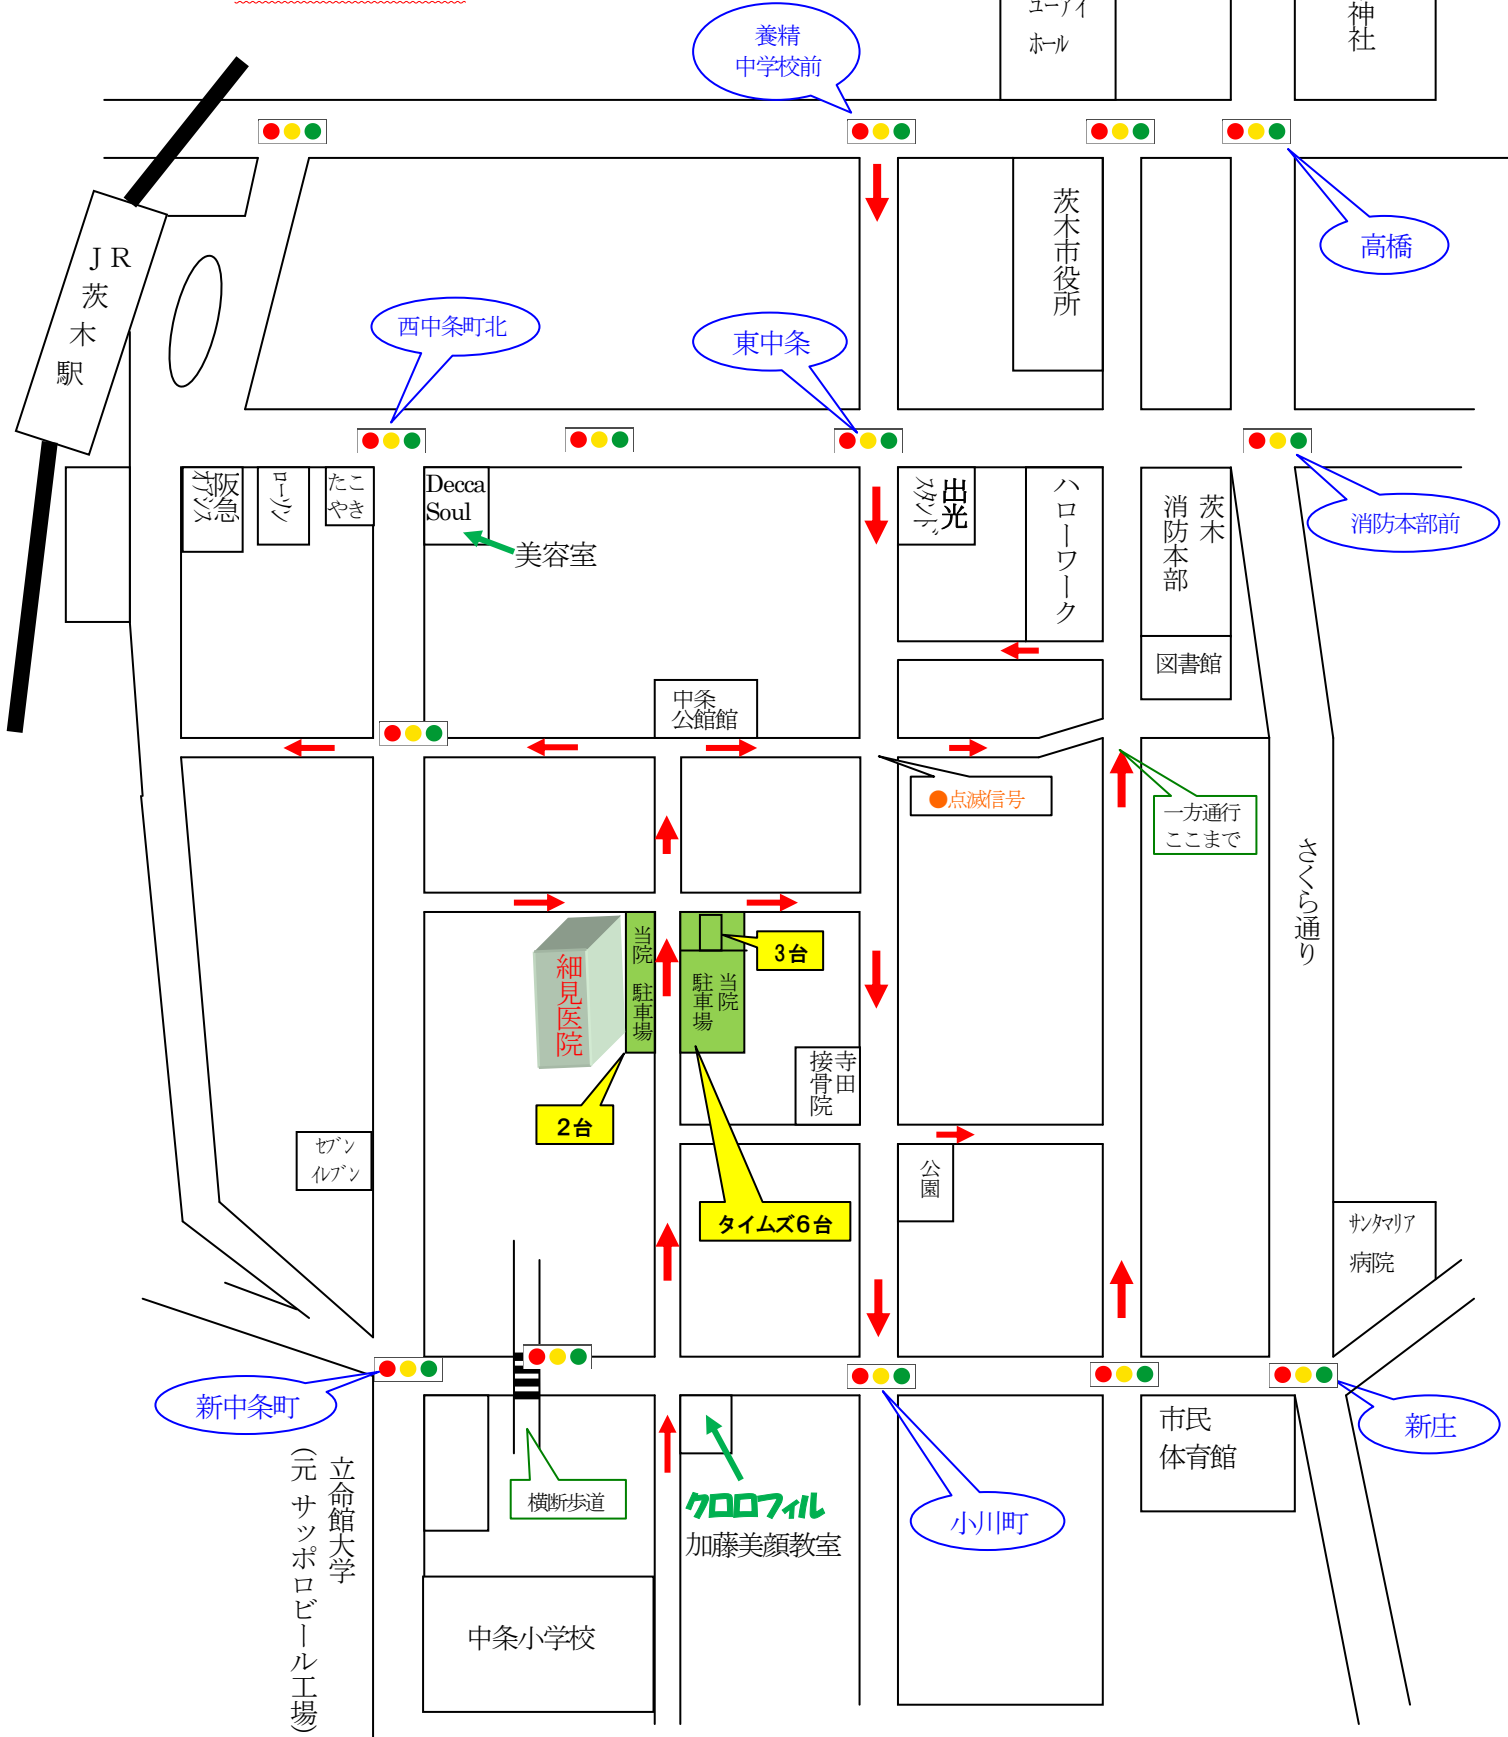 養精
中学校前
ユーアイ
ホール
神社
JR
茨木駅
茨木市役所
高橋
西中条町北
東中条
阪急
オアシス
ローソン
たこ
やき
Decca
Soul
美容室
出光
スタンド
ハローワーク
茨木
消防本部
消防本部前
図書館
中条
公館館
●点滅信号
一方通行
ここまで
さくら通り
細見医院
当院 駐車場
3台
当院
駐車場
寺田
接骨院
2台
タイムズ6台
セブン
イレブン
公園
サンタマリア
病院
新中条町
横断歩道
クロロフィル
加藤美顔教室
小川町
市民
体育館
新庄
立命館大学
(元 サッポロビール工場)
中条小学校